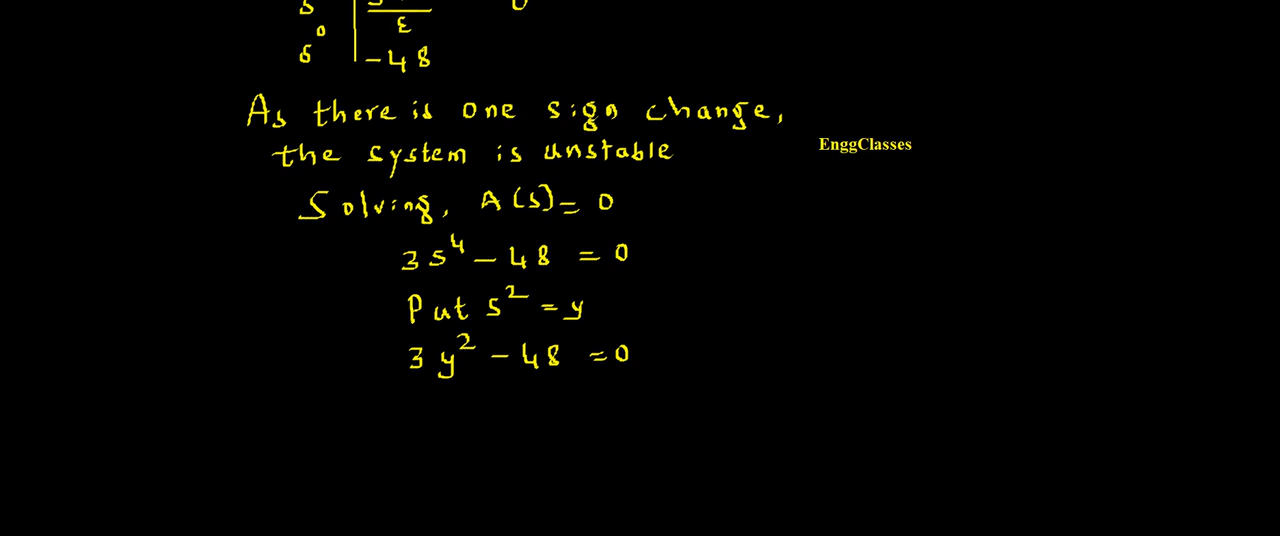 ε
s⁰ -48
As there is one sign change,
the system is unstable
EnggClasses
Solving, A(s)= 0
3s⁴ - 48 = 0
Put s² = y
3y² - 48 = 0